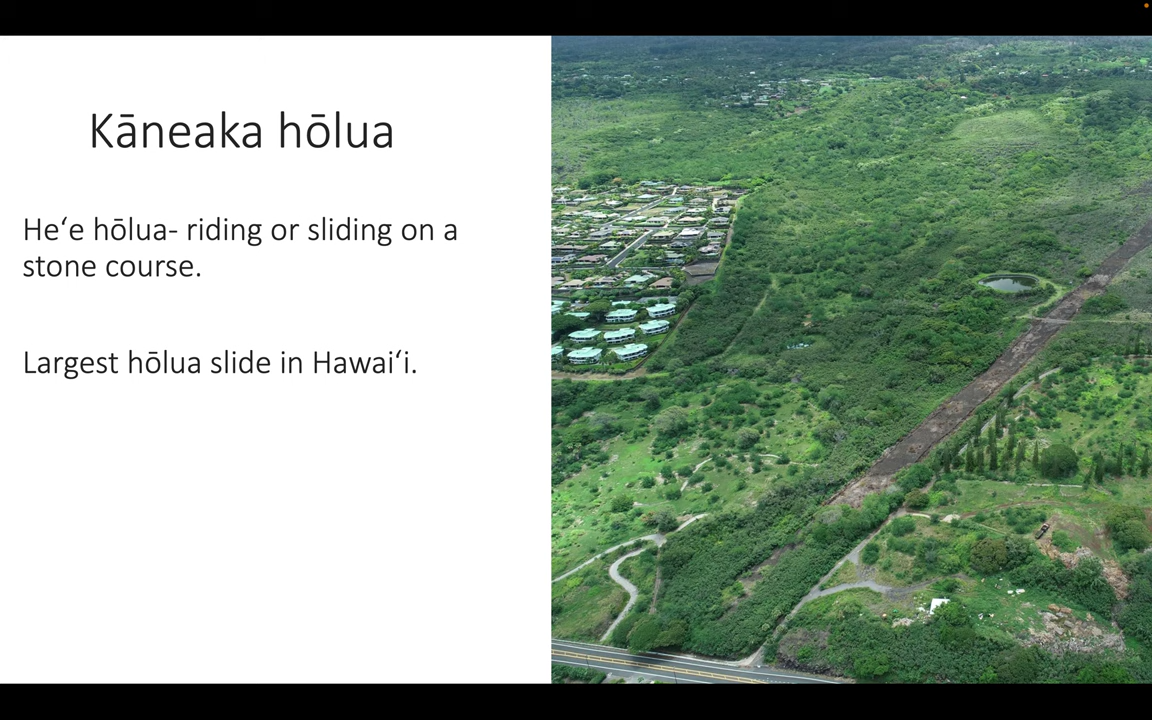 Kāneaka hōlua
Heʻe hōlua- riding or sliding on a
stone course.
Largest hōlua slide in Hawaiʻi.